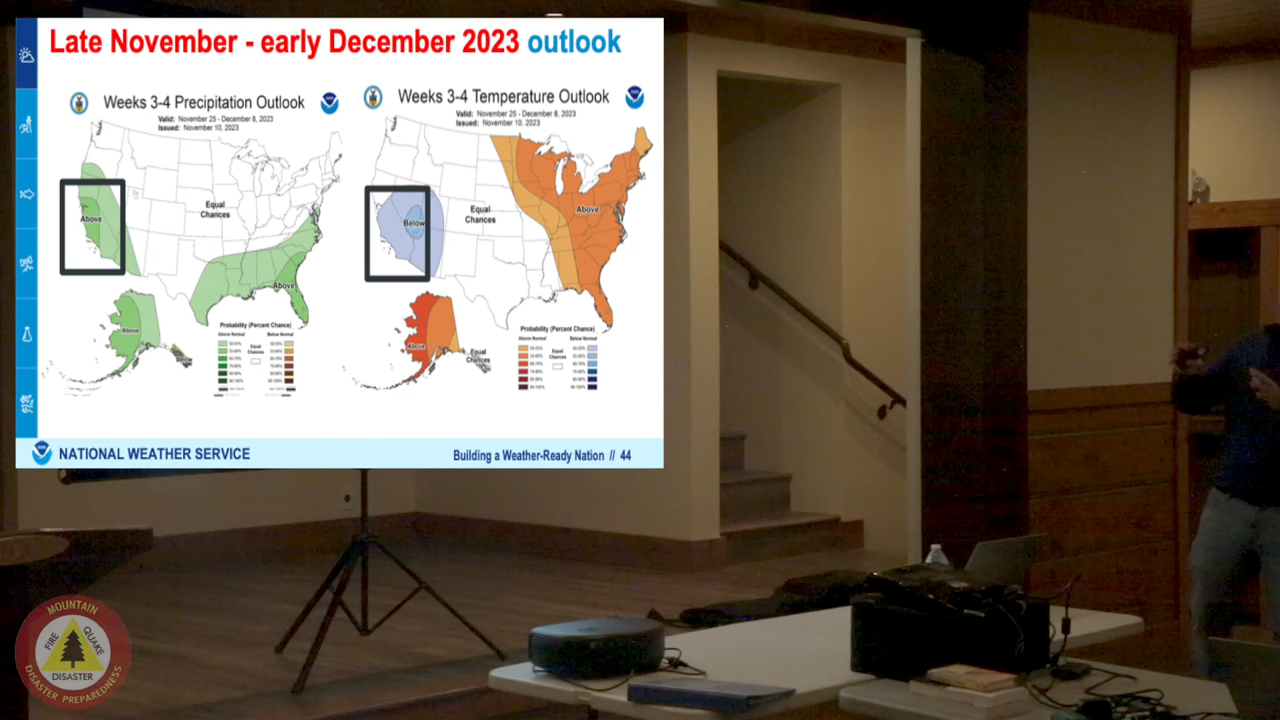 Late November - early December 2023 outlook
Weeks 3-4 Precipitation Outlook
Valid: November 25 - December 8, 2023
Issued: November 10, 2023
Above
Equal
Chances
Above
Above
Below
Probability (Percent Chance)
Above Normal
Below Normal
Equal
Chances
Weeks 3-4 Temperature Outlook
Valid: November 25 - December 8, 2023
Issued: November 10, 2023
Below
Equal
Chances
Above
Above
Equal
Chances
Probability (Percent Chance)
Above Normal
Below Normal
Equal
Chances
NATIONAL WEATHER SERVICE
Building a Weather-Ready Nation // 44
MOUNTAIN
FIRE
QUAKE
DISASTER
DISASTER PREPAREDNESS